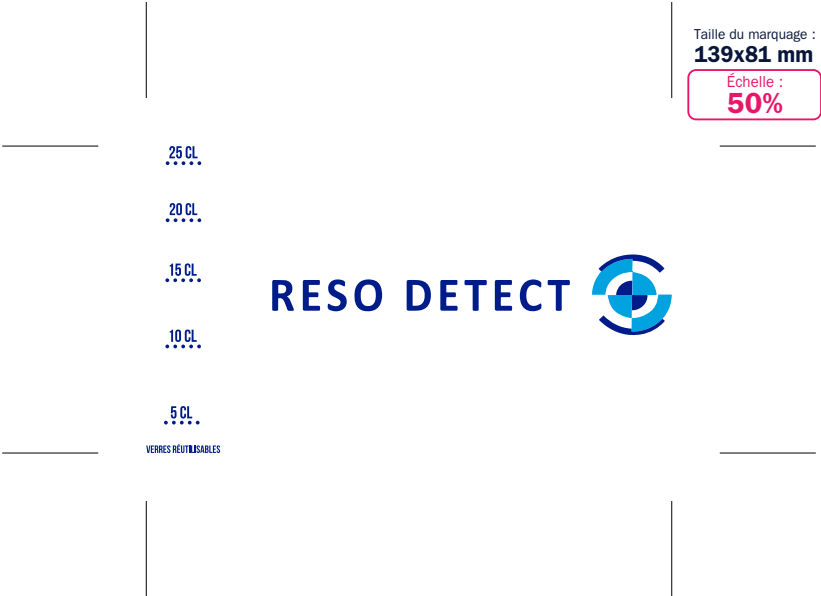 Taille du marquage :
139x81 mm
Échelle :
50%
25 CL
20 CL
15 CL
RESO DETECT
10 CL
5 CL
VERRES RÉUTILISABLES